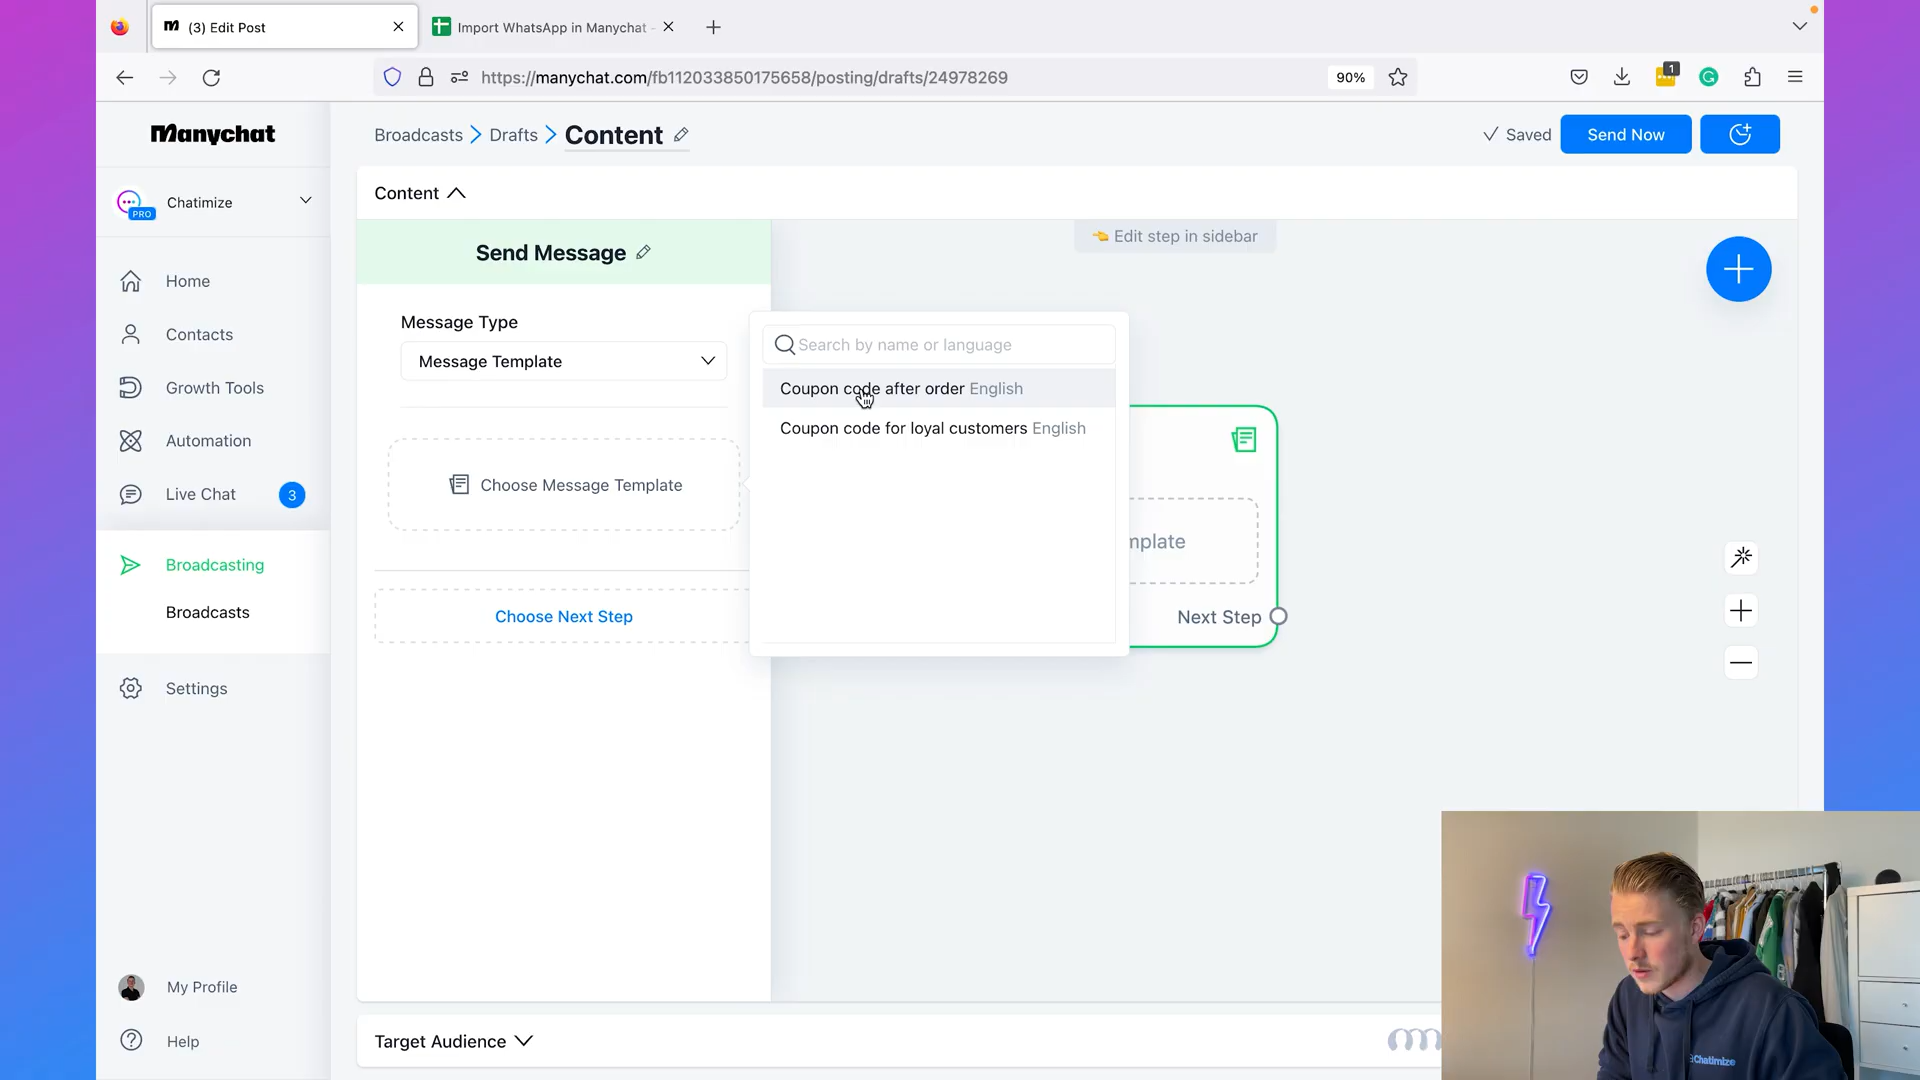 (3) Edit Post
Import WhatsApp in Manychat -
https://manychat.com/fb112033850175658/posting/drafts/24978269
90%
1
Manychat
Broadcasts > Drafts > Content
Saved
Send Now
PRO
Chatimize
Content
Send Message
Edit step in sidebar
Home
Contacts
Growth Tools
Automation
Live Chat
3
Broadcasting
Broadcasts
Settings
My Profile
Help
Message Type
Message Template
Choose Message Template
Choose Next Step
Search by name or language
Coupon code after order English
Coupon code for loyal customers English
mplate
Next Step
Target Audience
Chatimize